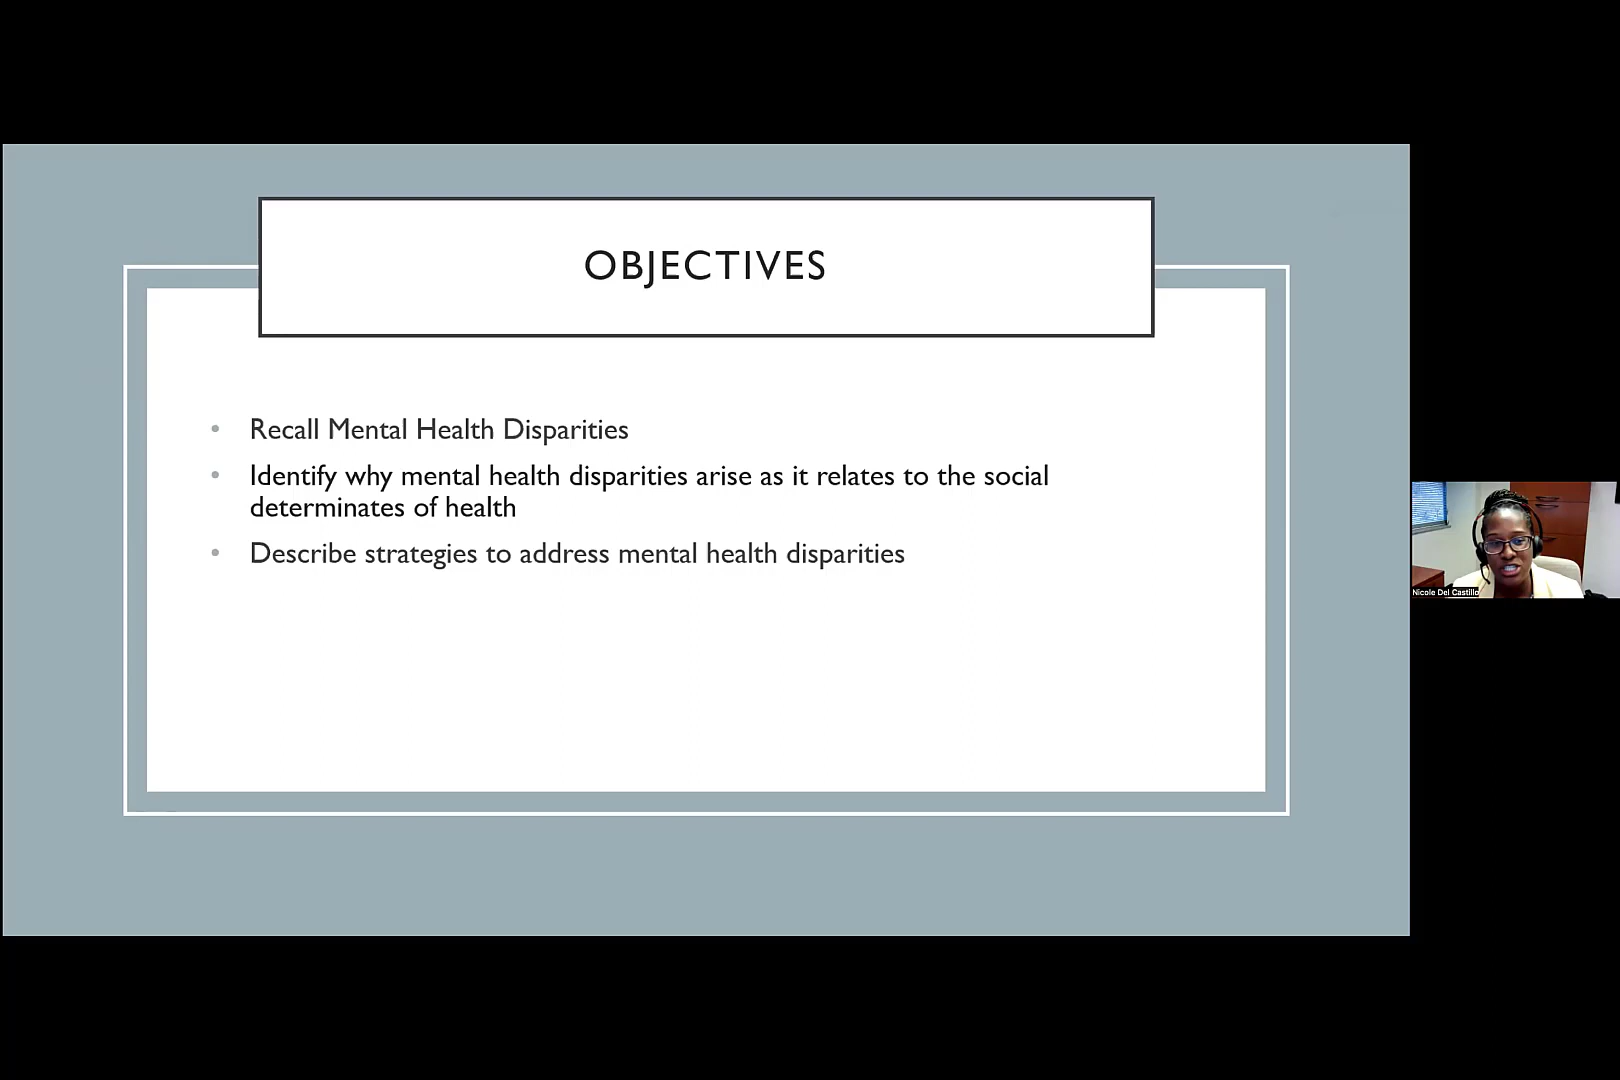 OBJECTIVES
• Recall Mental Health Disparities
• Identify why mental health disparities arise as it relates to the social
determinates of health
• Describe strategies to address mental health disparities
Nicole Del Castillo